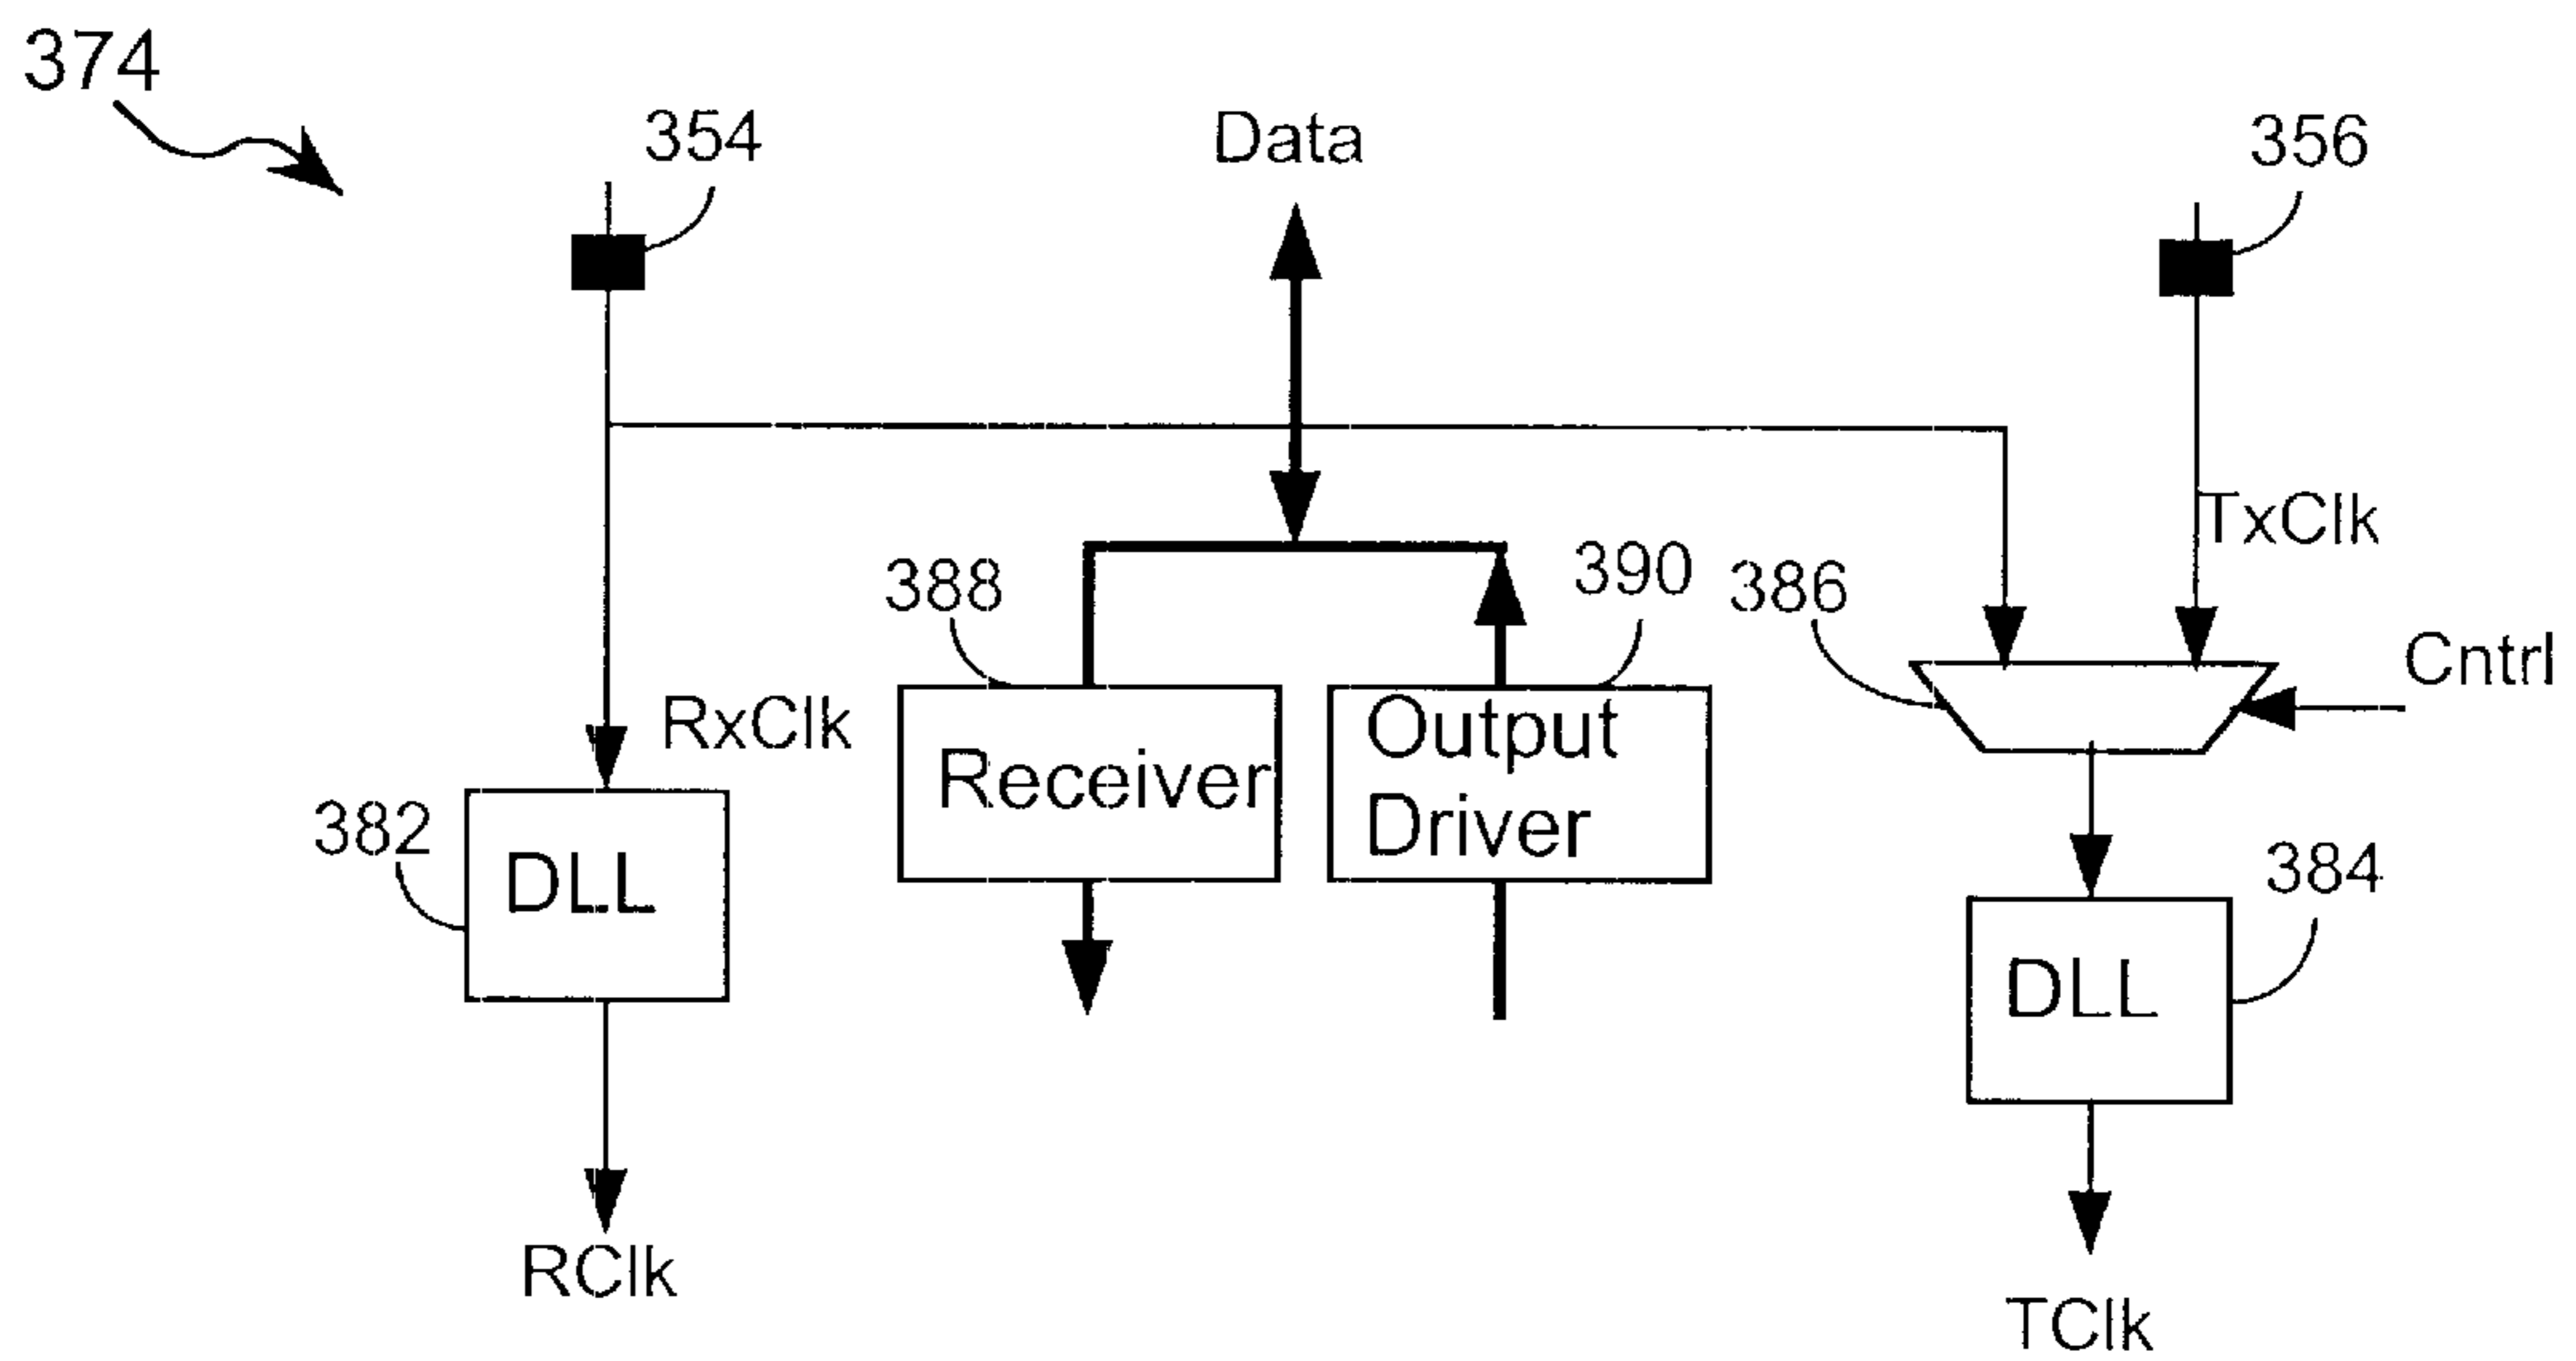 374
354
Data
356
TxClk
388
390
386
Cntrl
RxClk
Receiver
Output
Driver
382
DLL
384
DLL
RClk
TClk